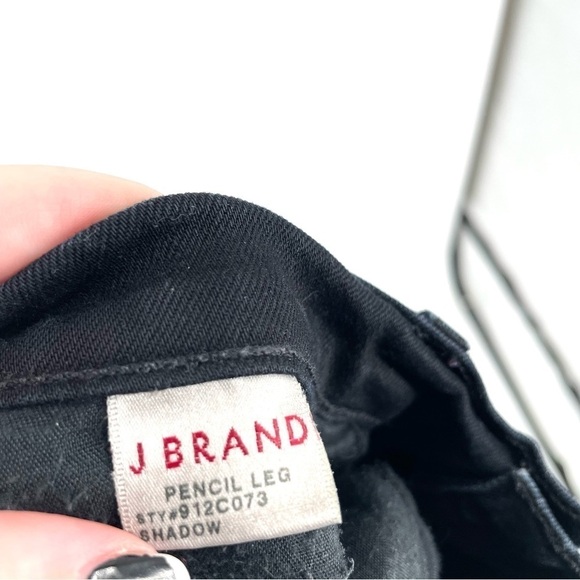 J BRAND
PENCIL LEG
STY#912C073
SHADOW